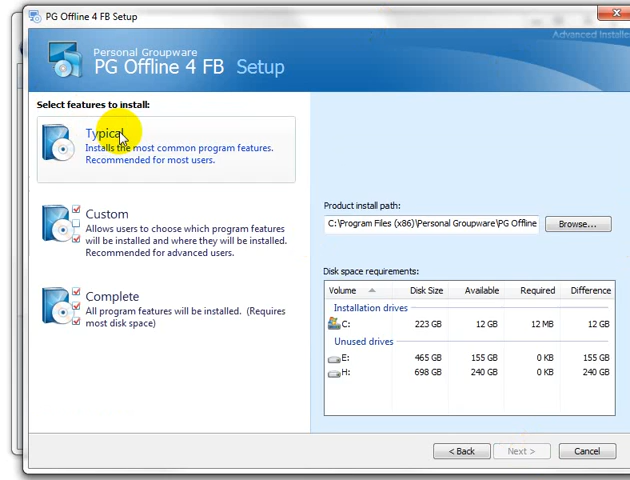 PG Offline 4 FB Setup
Advanced Installer
Personal Groupware
PG Offline 4 FB Setup
Select features to install:
Typical
Installs the most common program features.
Recommended for most users.
Custom
Allows users to choose which program features
will be installed and where they will be installed.
Recommended for advanced users.
Complete
All program features will be installed. (Requires
most disk space)
Product install path:
C:\Program Files (x86)\Personal Groupware\PG Offline
Browse...
Disk space requirements:
Volume Disk Size Available Required Difference
Installation drives
C: 223 GB 12 GB 12 MB 12 GB
Unused drives
E: 465 GB 155 GB 0 KB 155 GB
H: 698 GB 240 GB 0 KB 240 GB
< Back Next > Cancel